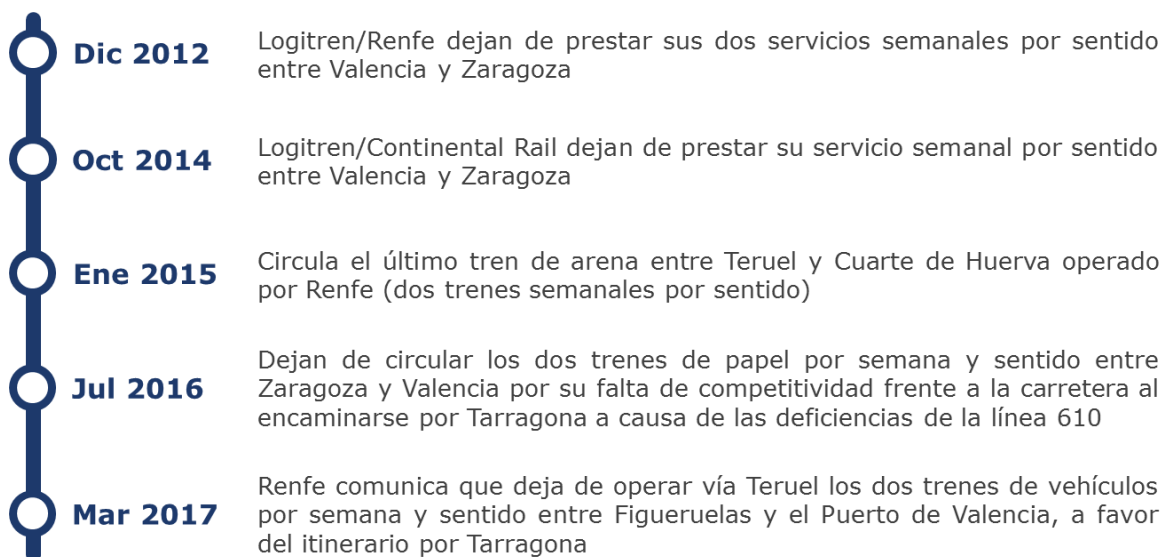 Dic 2012
Logitren/Renfe dejan de prestar sus dos servicios semanales por sentido
entre Valencia y Zaragoza
Oct 2014
Logitren/Continental Rail dejan de prestar su servicio semanal por sentido
entre Valencia y Zaragoza
Ene 2015
Circula el último tren de arena entre Teruel y Cuarte de Huerva operado
por Renfe (dos trenes semanales por sentido)
Jul 2016
Dejan de circular los dos trenes de papel por semana y sentido entre
Zaragoza y Valencia por su falta de competitividad frente a la carretera al
encaminarse por Tarragona a causa de las deficiencias de la línea 610
Mar 2017
Renfe comunica que deja de operar vía Teruel los dos trenes de vehículos
por semana y sentido entre Figueruelas y el Puerto de Valencia, a favor
del itinerario por Tarragona